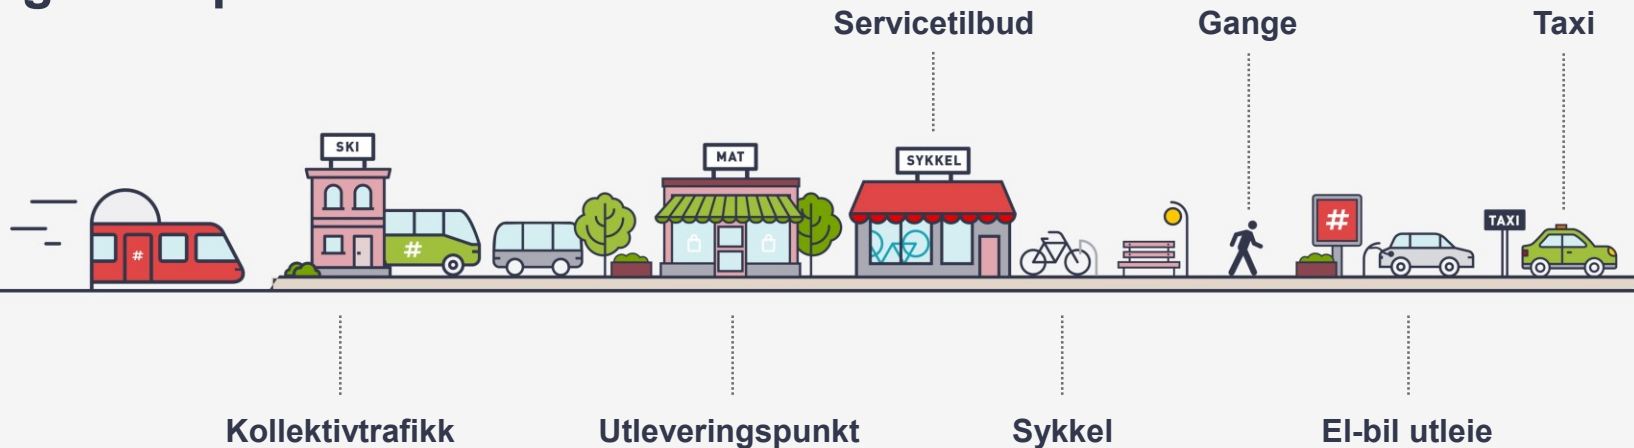 Servicetilbud Gange Taxi
SKI
MAT
SYKKEL
#
#
#
TAXI
Kollektivtrafikk Utleveringspunkt Sykkel El-bil utleie